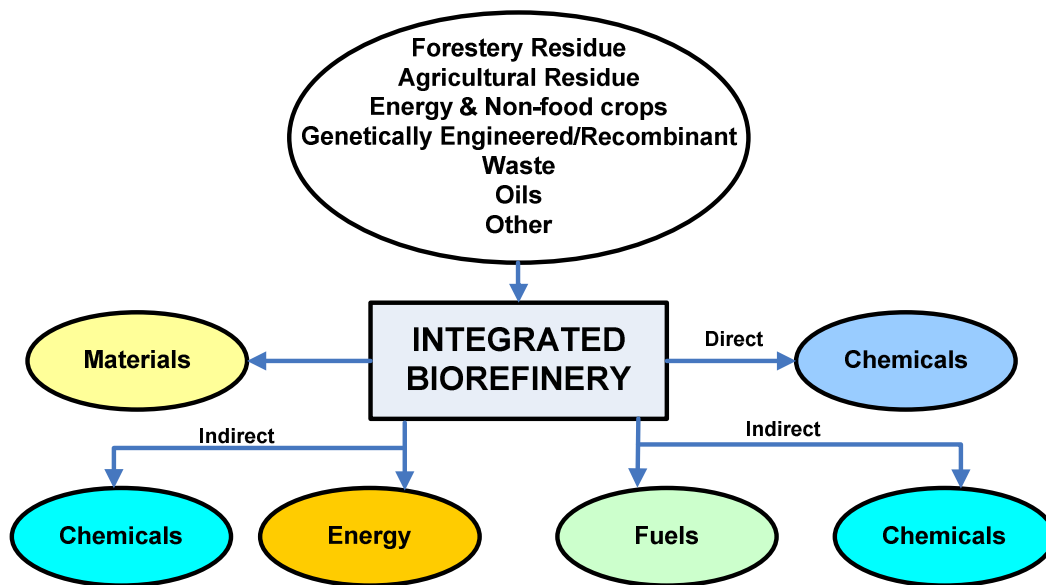 Forestery Residue
Agricultural Residue
Energy & Non-food crops
Genetically Engineered/Recombinant
Waste
Oils
Other
INTEGRATED
BIOREFINERY
Materials
Direct
Chemicals
Indirect
Indirect
Chemicals
Energy
Fuels
Chemicals